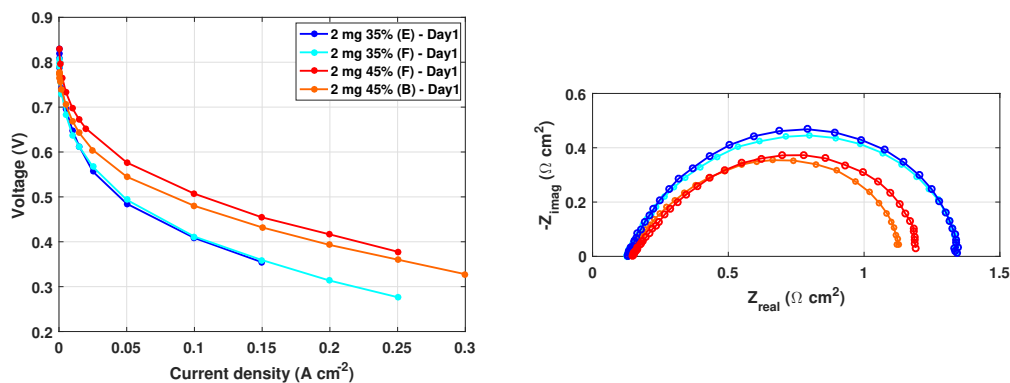 0.9
0.8
0.7
0.6
0.5
0.4
0.3
0.2
Voltage (V)
0
0.05
0.1
0.15
0.2
0.25
0.3
Current density (A cm-2)
2 mg 35% (E) - Day1
2 mg 35% (F) - Day1
2 mg 45% (F) - Day1
2 mg 45% (B) - Day1
0.6
0.4
0.2
0
-Zimag (Ω cm2)
0
0.5
1
1.5
Zreal (Ω cm2)